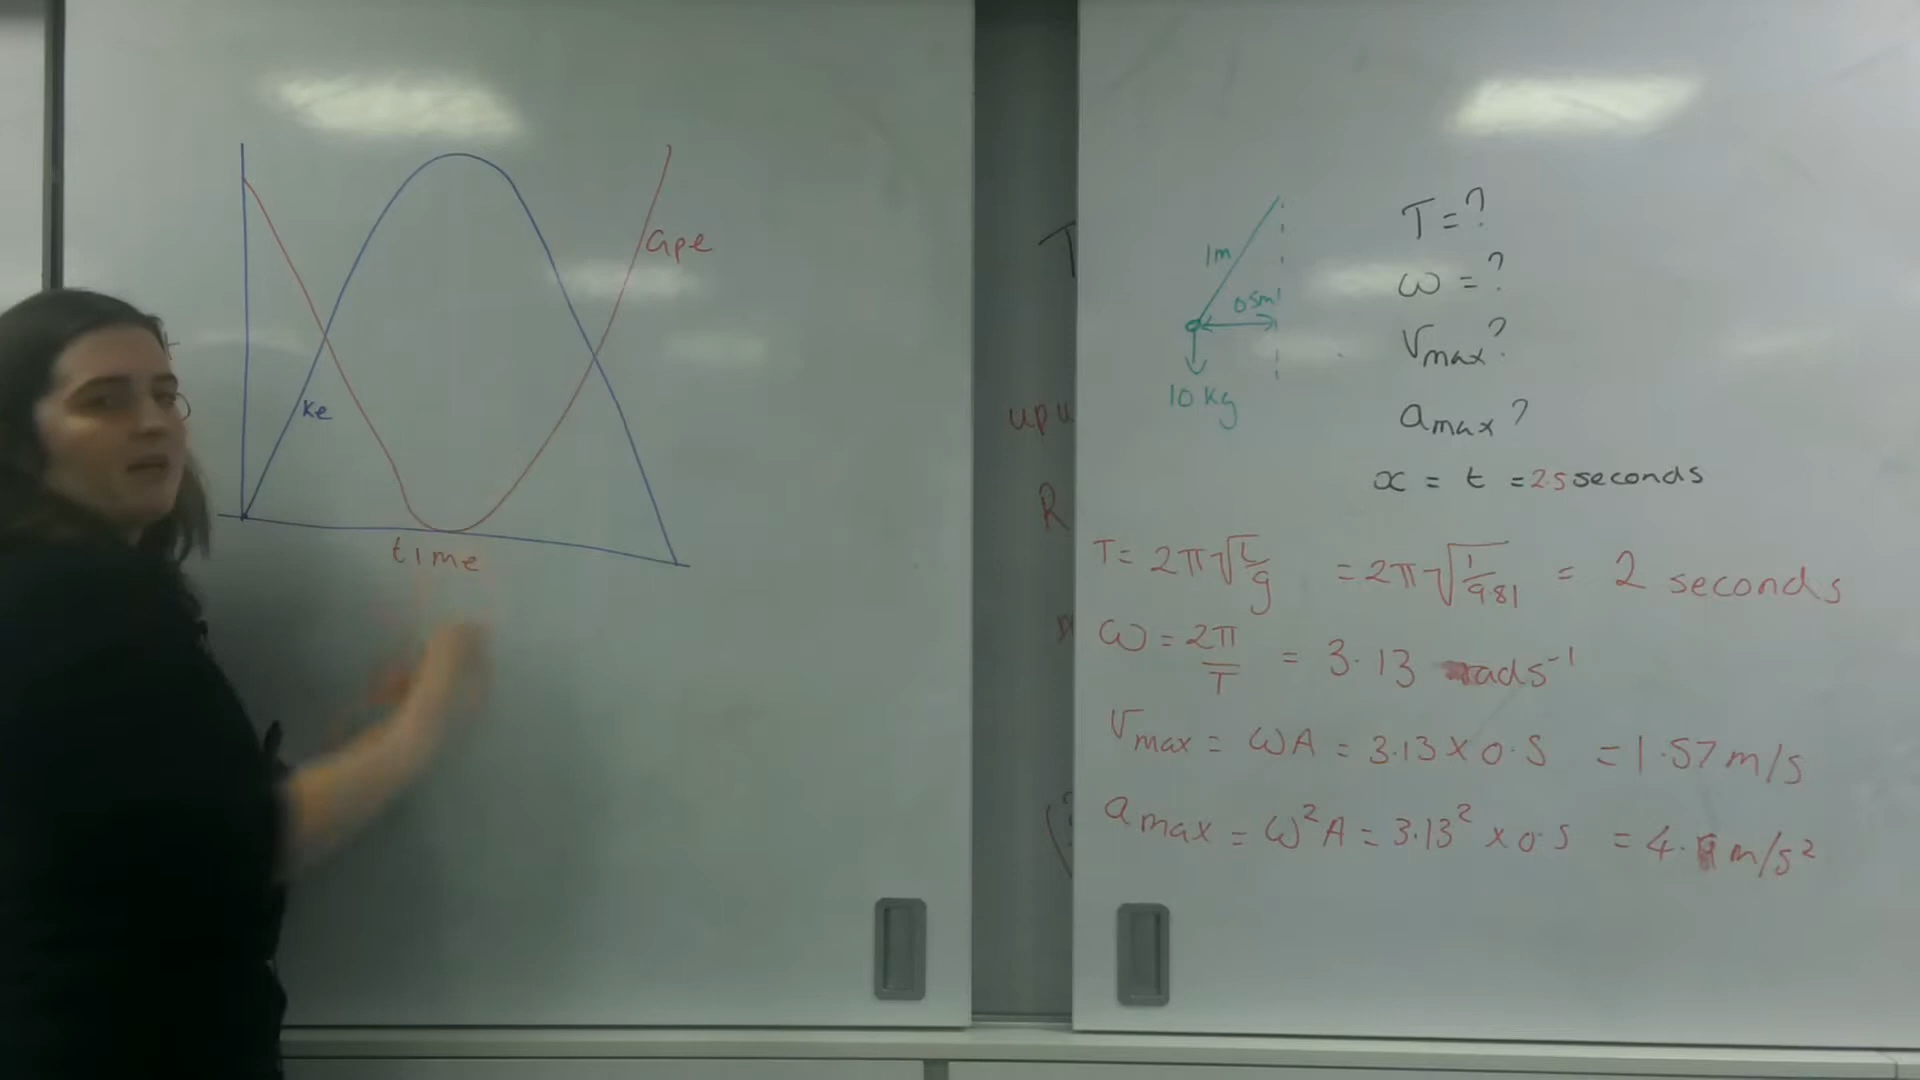 gpe
Ke
time
1m
0.5m
10 Kg
T = ?
ω = ?
Vmax?
amax?
x = t = 2.5 seconds
T = 2π√L/g = 2π√1/9.81 = 2 seconds
ω = 2π/T = 3.13 rads⁻¹
Vmax = ωA = 3.13 x 0.5 = 1.57 m/s
amax = ω²A = 3.13² x 0.5 = 4.9 m/s²
T
R